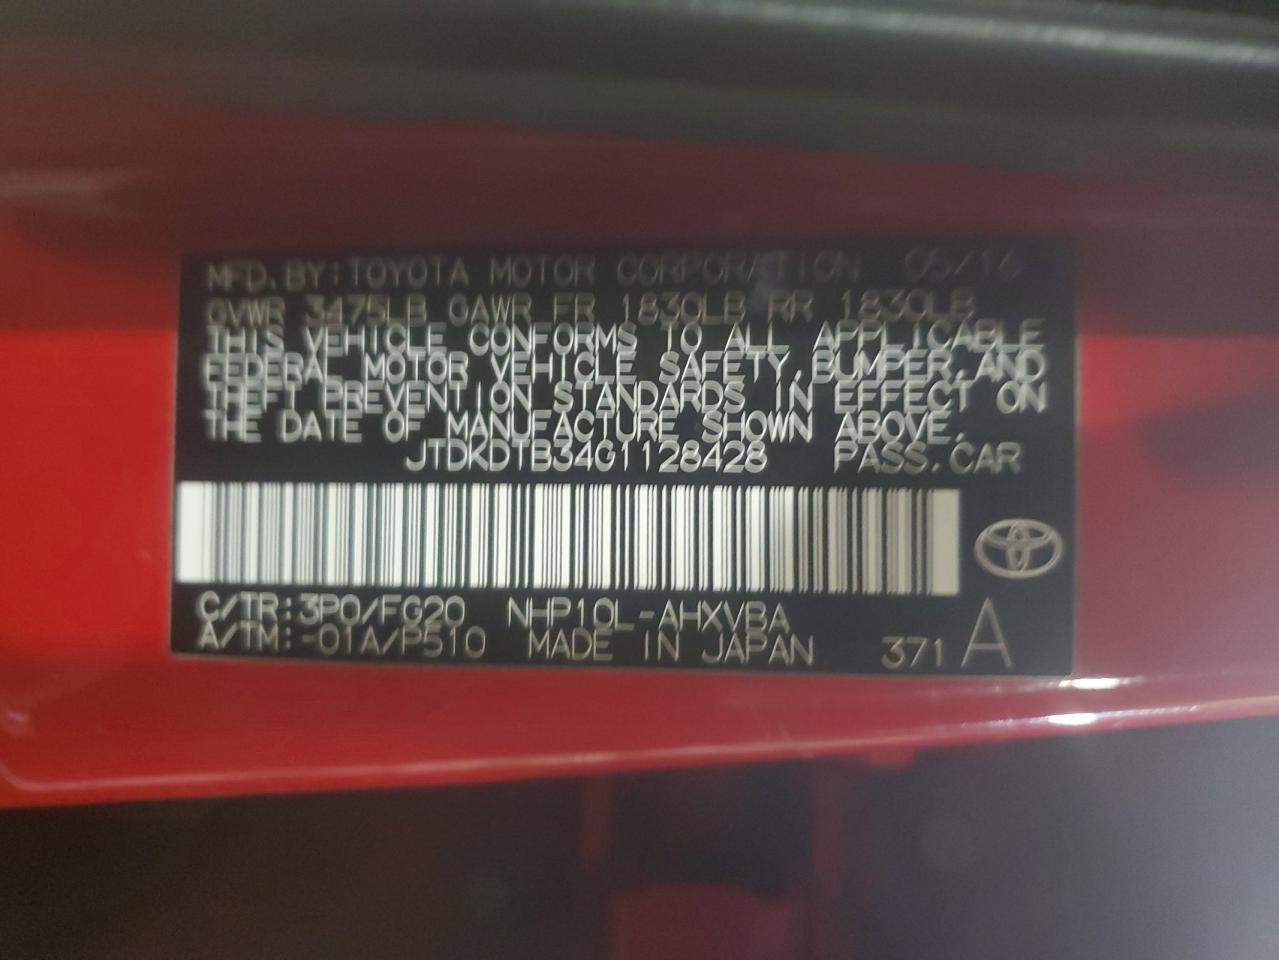 MFD. BY: TOYOTA MOTOR CORPORATION 05/16
GVWR 3475LB GAWR FR 1830LB RR 1830LB
THIS VEHICLE CONFORMS TO ALL APPLICABLE
FEDERAL MOTOR VEHICLE SAFETY, BUMPER, AND
THEFT PREVENTION STANDARDS IN EFFECT ON
THE DATE OF MANUFACTURE SHOWN ABOVE.
JTDKDTB34G1128428 PASS. CAR
C/TR: 3P0/FG20 NHP10L-AHXVBA
A/TM: -01A/P510 MADE IN JAPAN 371 A